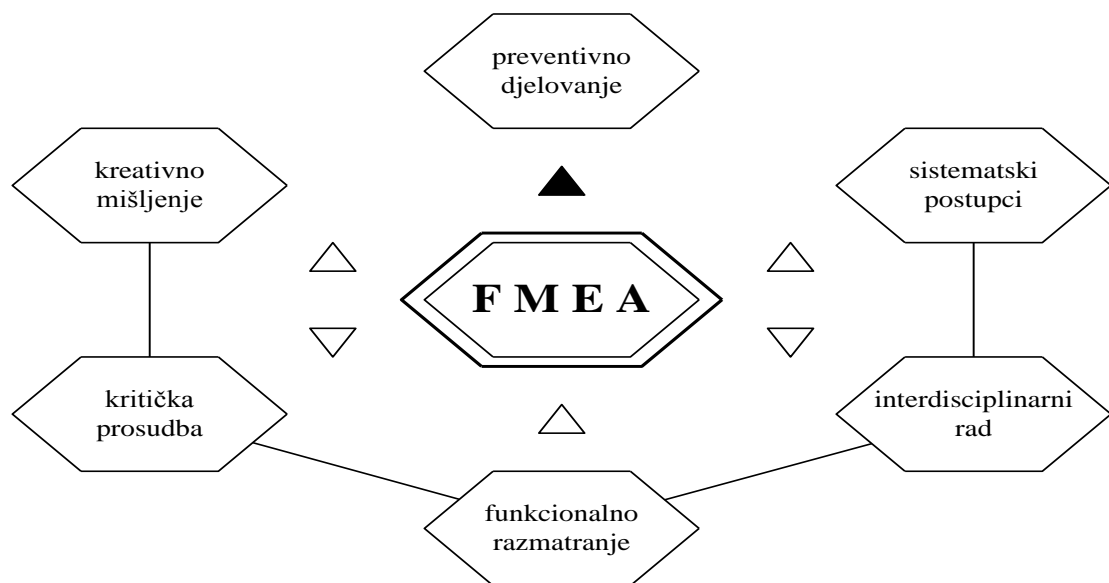 preventivno
djelovanje
kreativno
mišljenje
sistematski
postupci
F M E A
kritička
prosudba
interdisciplinarni
rad
funkcionalno
razmatranje